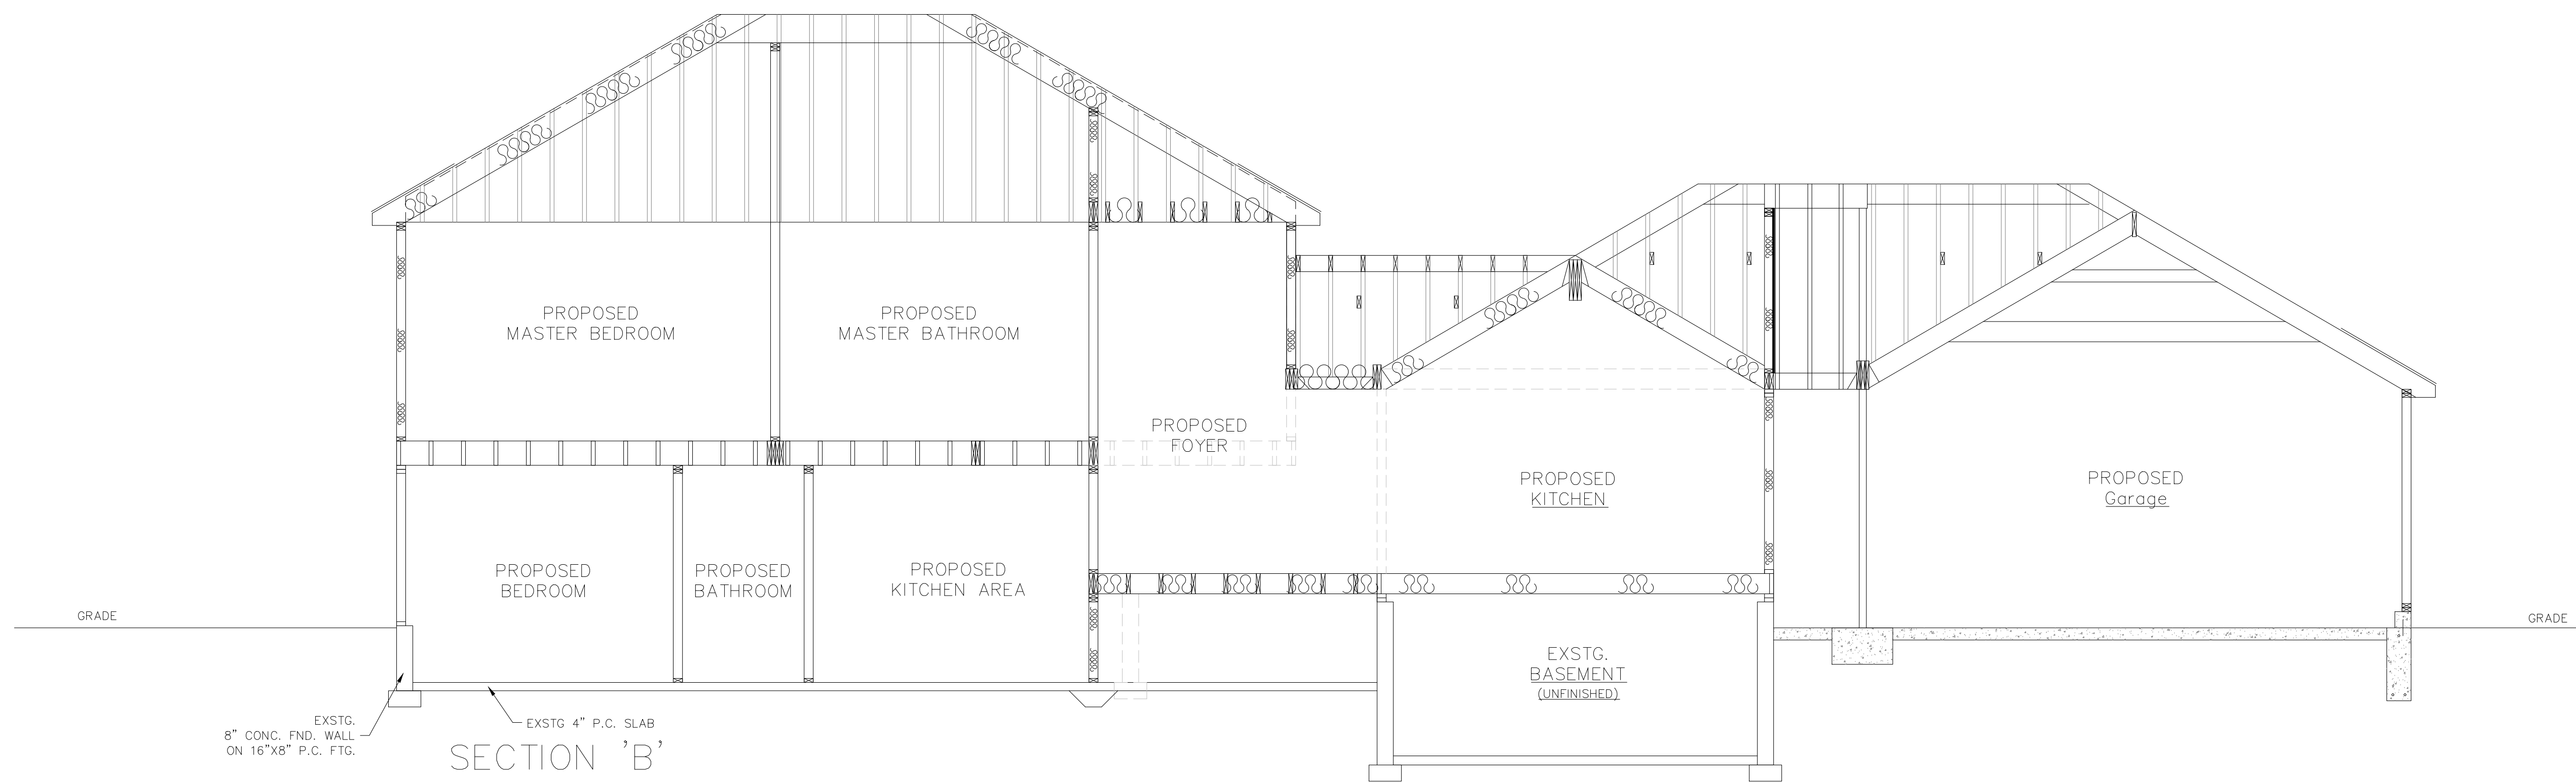 PROPOSED
MASTER BEDROOM
PROPOSED
MASTER BATHROOM
PROPOSED
FOYER
PROPOSED
KITCHEN
PROPOSED
Garage
PROPOSED
BEDROOM
PROPOSED
BATHROOM
PROPOSED
KITCHEN AREA
GRADE
GRADE
EXSTG.
BASEMENT
(UNFINISHED)
EXSTG.
8" CONC. FND. WALL
ON 16"X8" P.C. FTG.
EXSTG 4" P.C. SLAB
SECTION 'B'